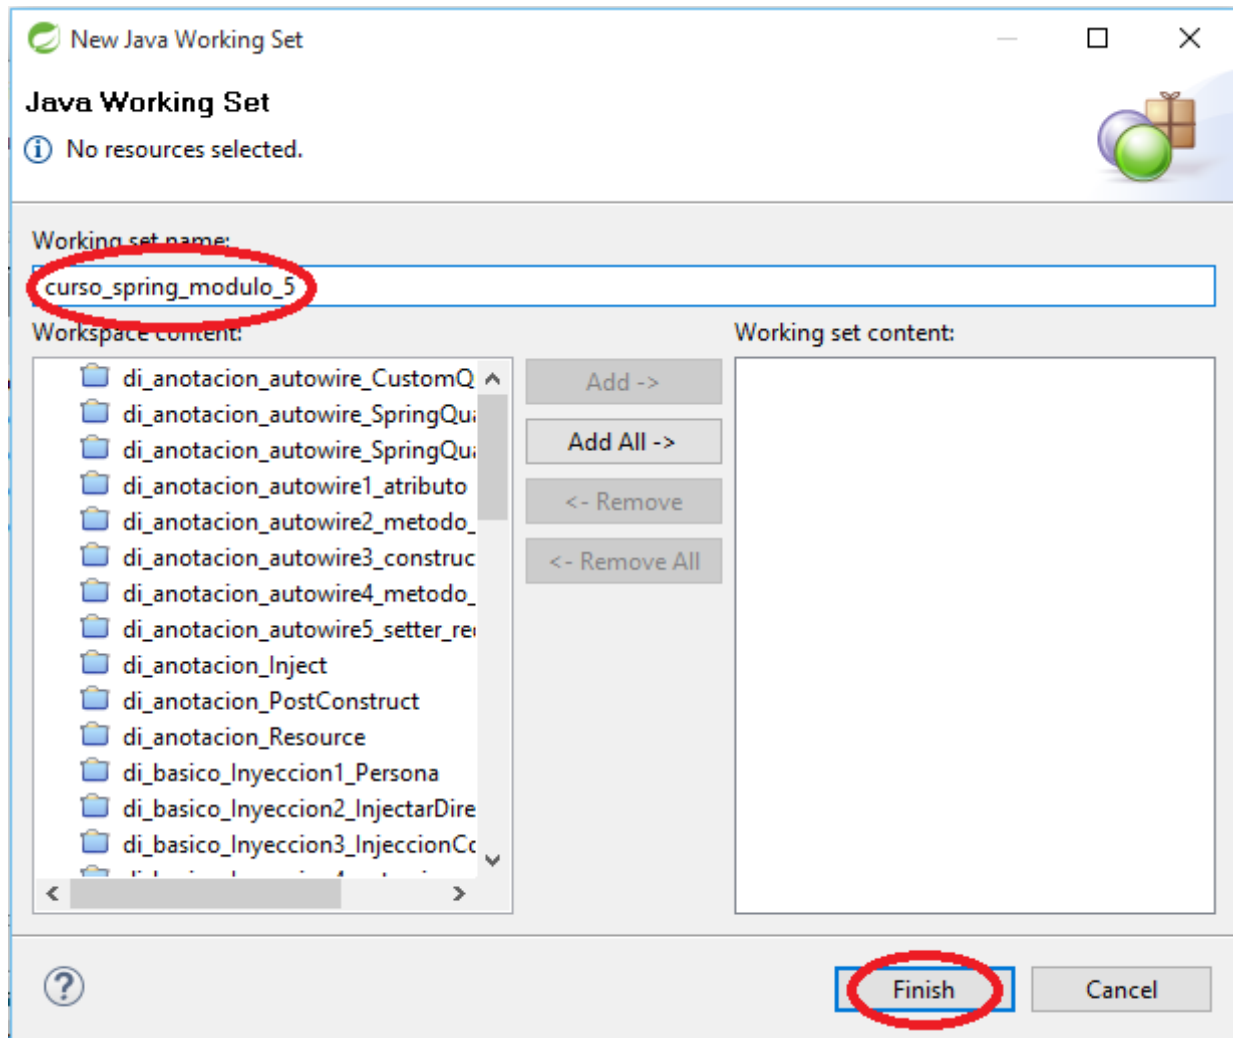 New Java Working Set
Java Working Set
No resources selected.
Working set name:
curso_spring_modulo_5
Workspace content:
Working set content:
di_anotacion_autowire_CustomQ
di_anotacion_autowire_SpringQu
di_anotacion_autowire_SpringQu
di_anotacion_autowire1_atributo
di_anotacion_autowire2_metodo_
di_anotacion_autowire3_construc
di_anotacion_autowire4_metodo_
di_anotacion_autowire5_setter_re
di_anotacion_Inject
di_anotacion_PostConstruct
di_anotacion_Resource
di_basico_Inyeccion1_Persona
di_basico_Inyeccion2_InjectarDire
di_basico_Inyeccion3_InjeccionCo
Add ->
Add All ->
<- Remove
<- Remove All
Finish
Cancel